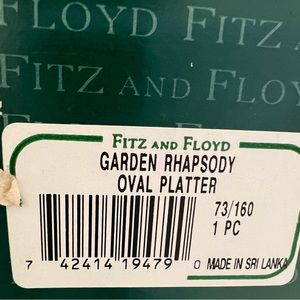 FLOYD FITZ
FITZ AND FLOY
FITZ AND FLOYD
GARDEN RHAPSODY
OVAL PLATTER
73/160
1 PC
7 42414 19479 0 MADE IN SRI LANKA